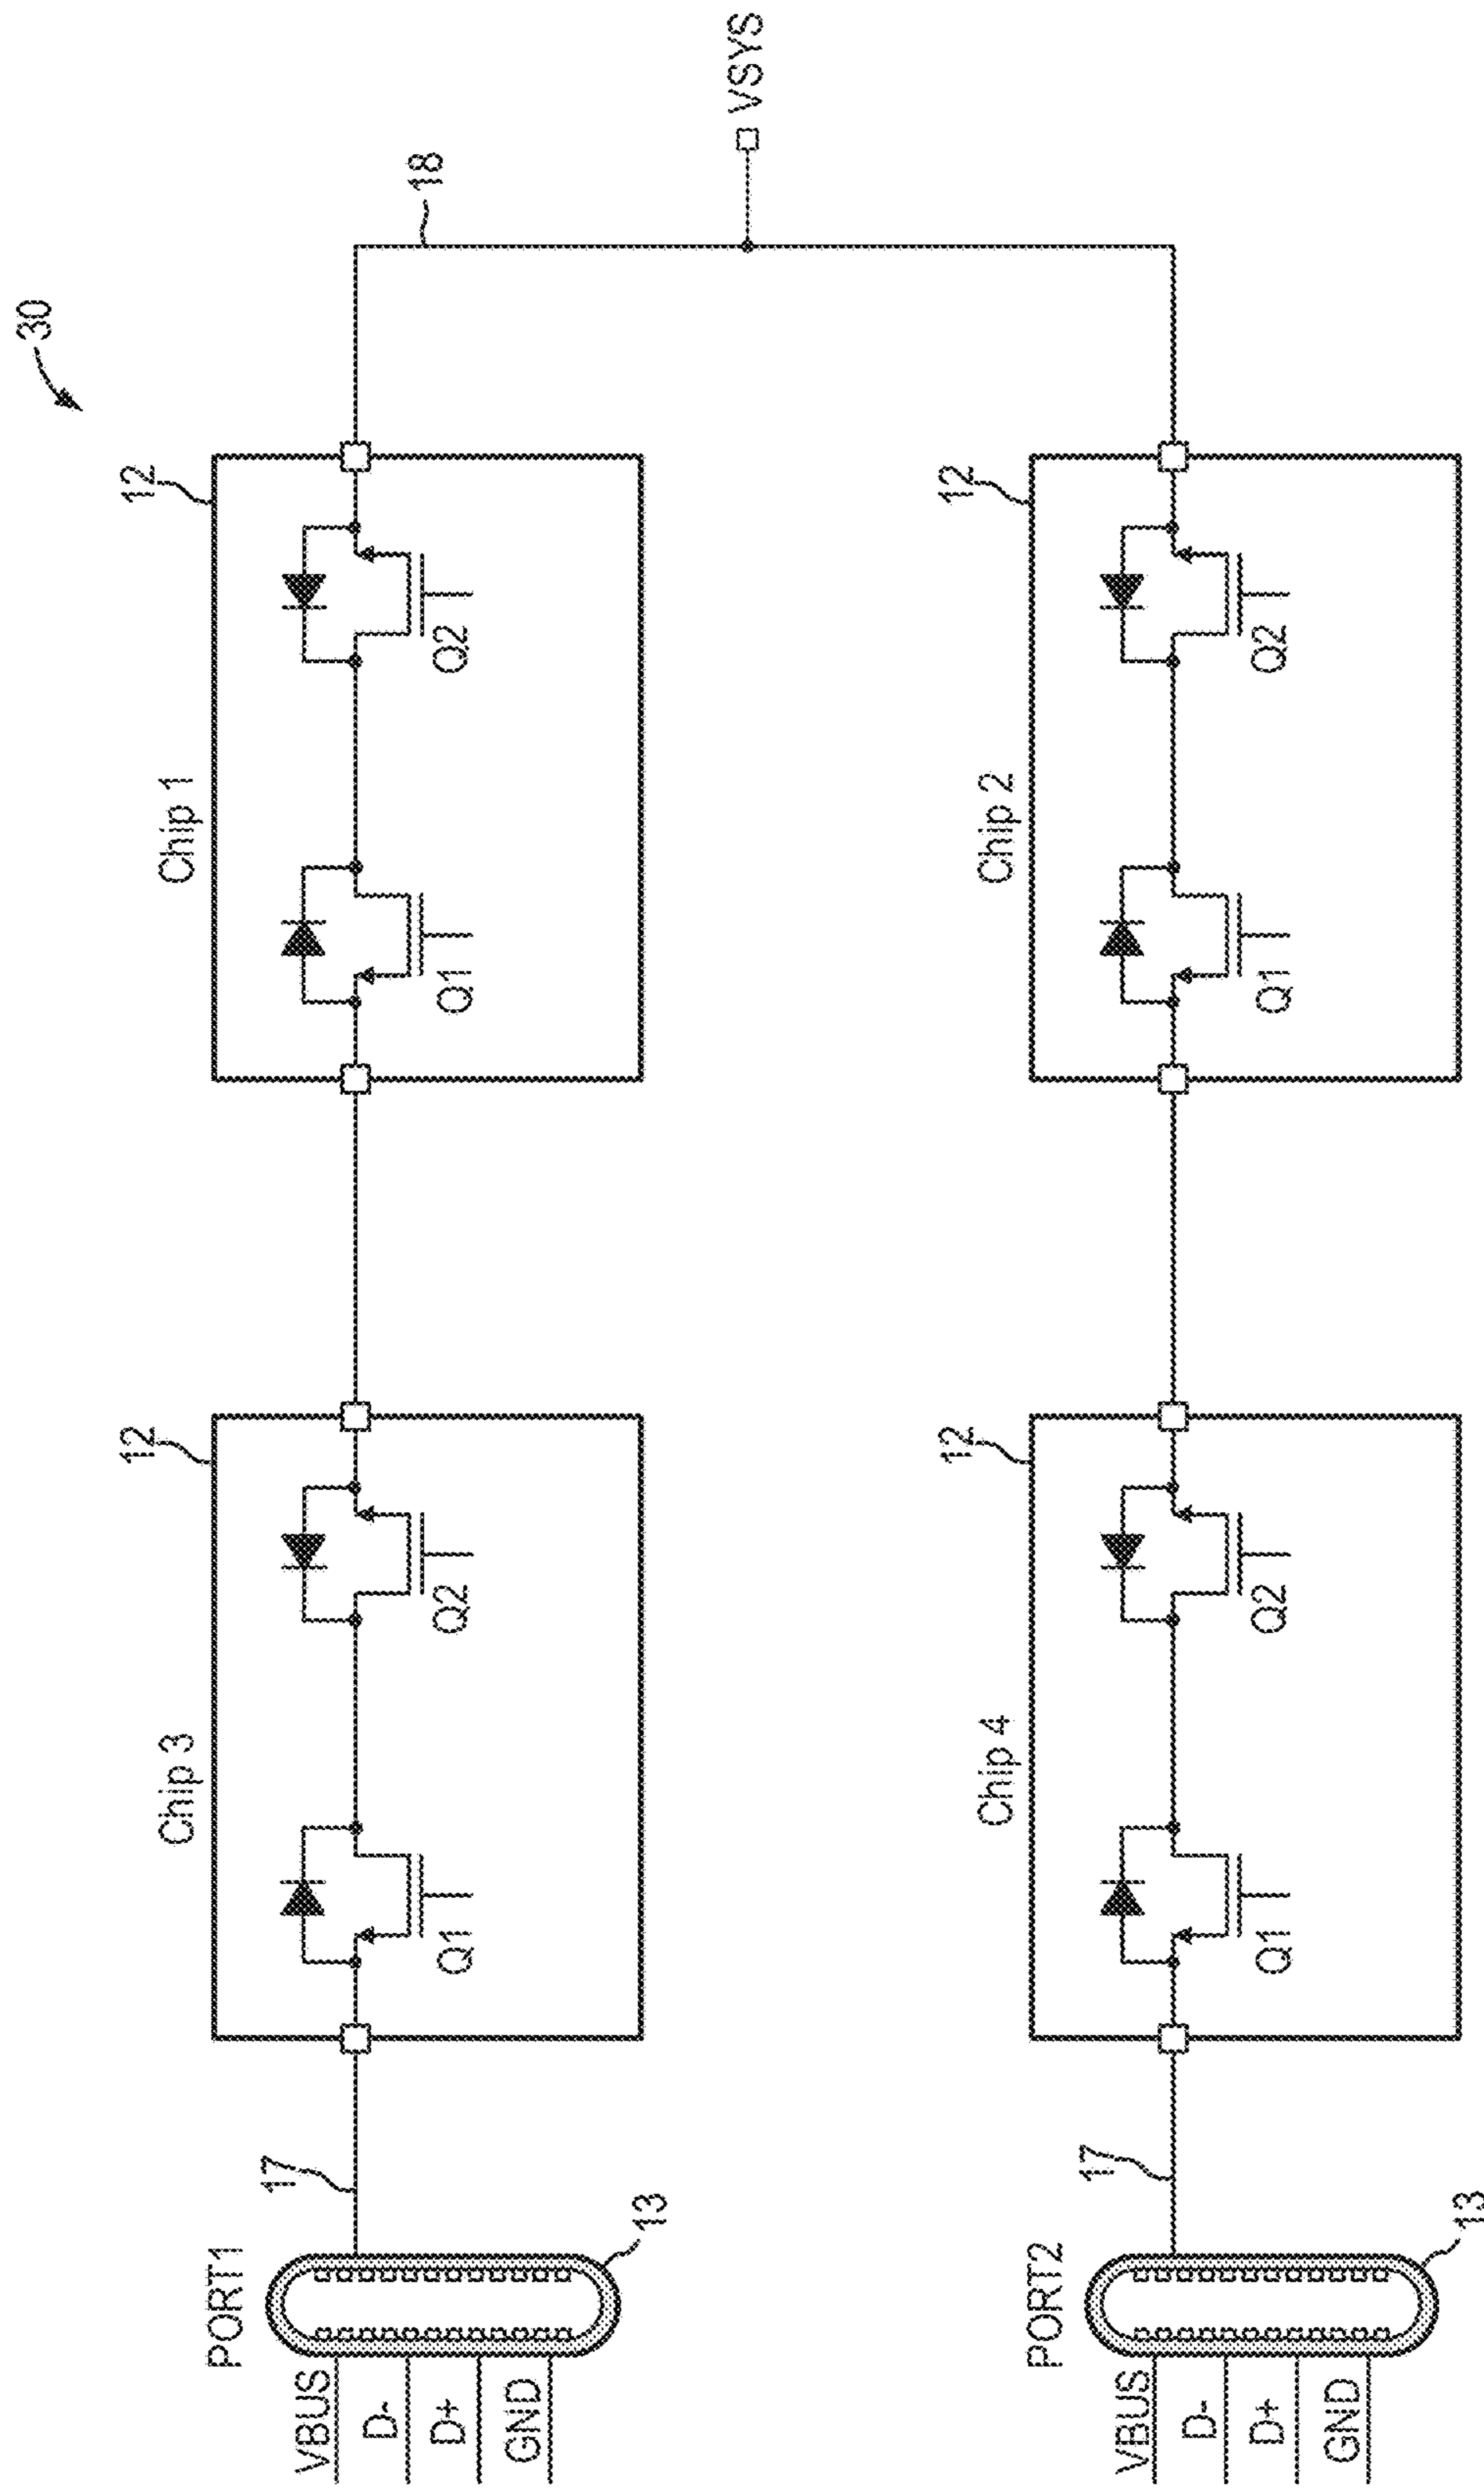 30
PORT1
VBUS
D-
D+
GND
13
17
Chip 3
12
Q1
Q2
Chip 1
12
Q1
Q2
18
VSYS
PORT2
VBUS
D-
D+
GND
13
17
Chip 4
12
Q1
Q2
Chip 2
12
Q1
Q2